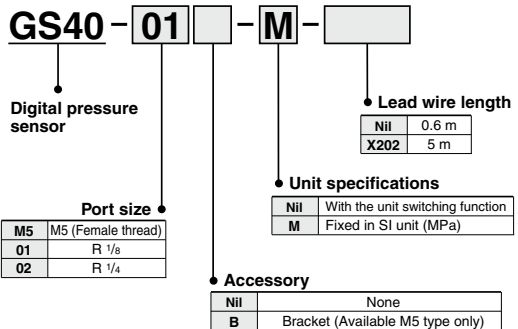 GS40 - 01 - M -
Digital pressure
sensor
Lead wire length
Nil 0.6 m
X202 5 m
Unit specifications
Nil With the unit switching function
M Fixed in SI unit (MPa)
Port size
M5 M5 (Female thread)
01 R 1/8
02 R 1/4
Accessory
Nil None
B Bracket (Available M5 type only)